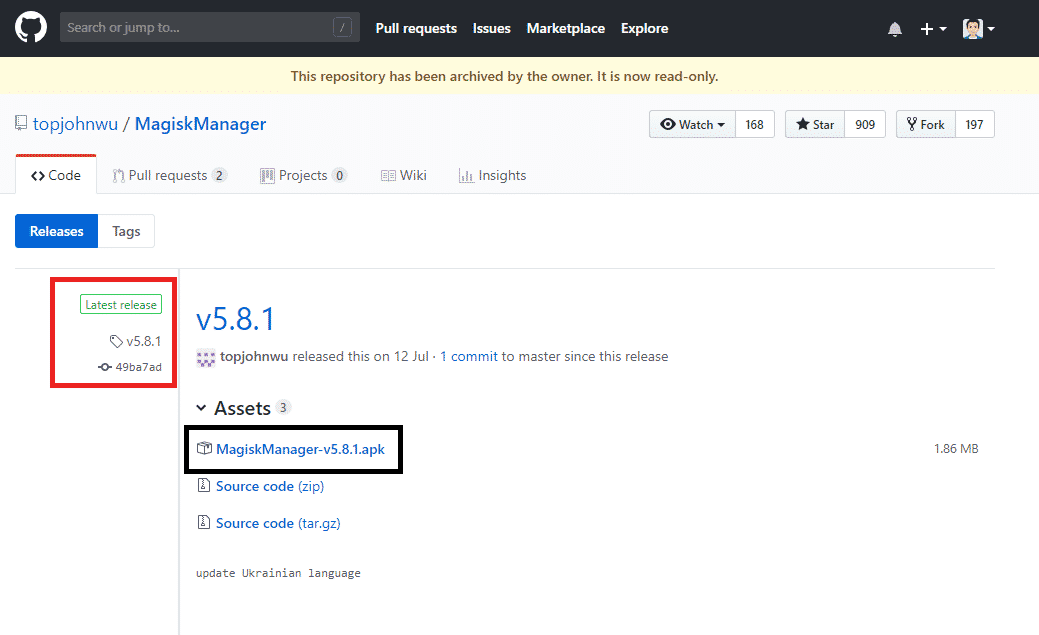 Search or jump to... /
Pull requests Issues Marketplace Explore
This repository has been archived by the owner. It is now read-only.
topjohnwu / MagiskManager
Watch 168 Star 909 Fork 197
Code Pull requests 2 Projects 0 Wiki Insights
Releases Tags
Latest release
v5.8.1
49ba7ad
v5.8.1
topjohnwu released this on 12 Jul · 1 commit to master since this release
Assets 3
MagiskManager-v5.8.1.apk 1.86 MB
Source code (zip)
Source code (tar.gz)
update Ukrainian language